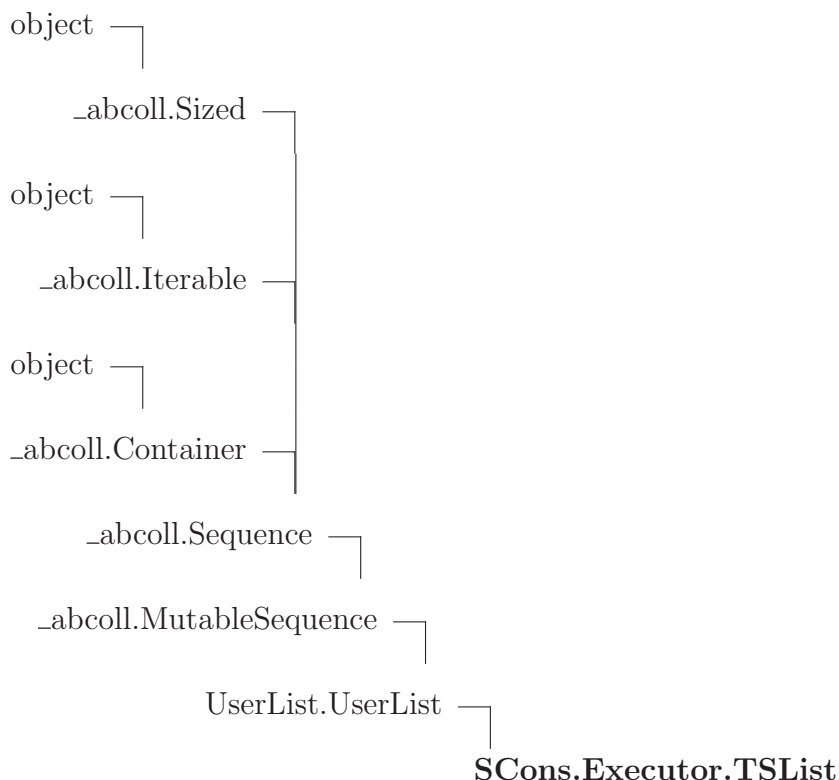 object
_abcoll.Sized
object
_abcoll.Iterable
object
_abcoll.Container
_abcoll.Sequence
_abcoll.MutableSequence
UserList.UserList
SCons.Executor.TSList